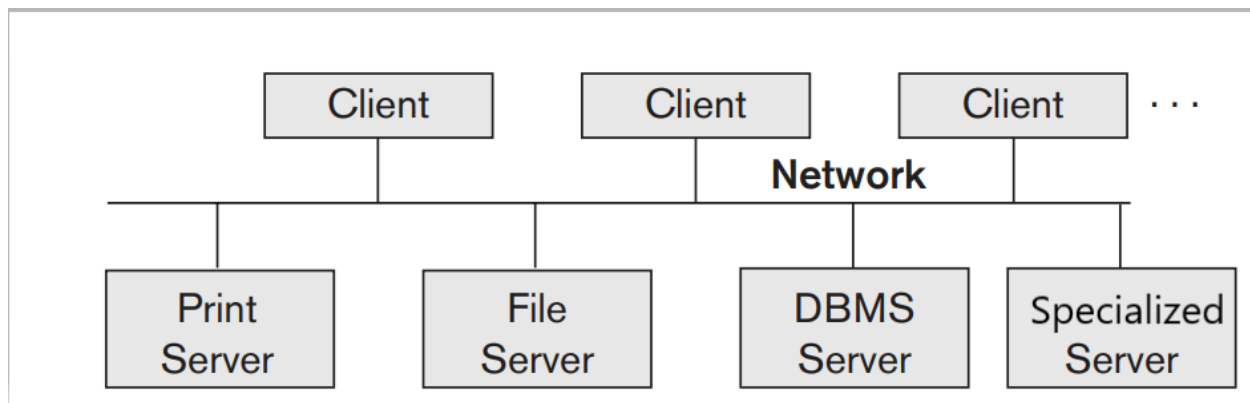 Client
Client
Client
. . .
Network
Print
Server
File
Server
DBMS
Server
Specialized
Server